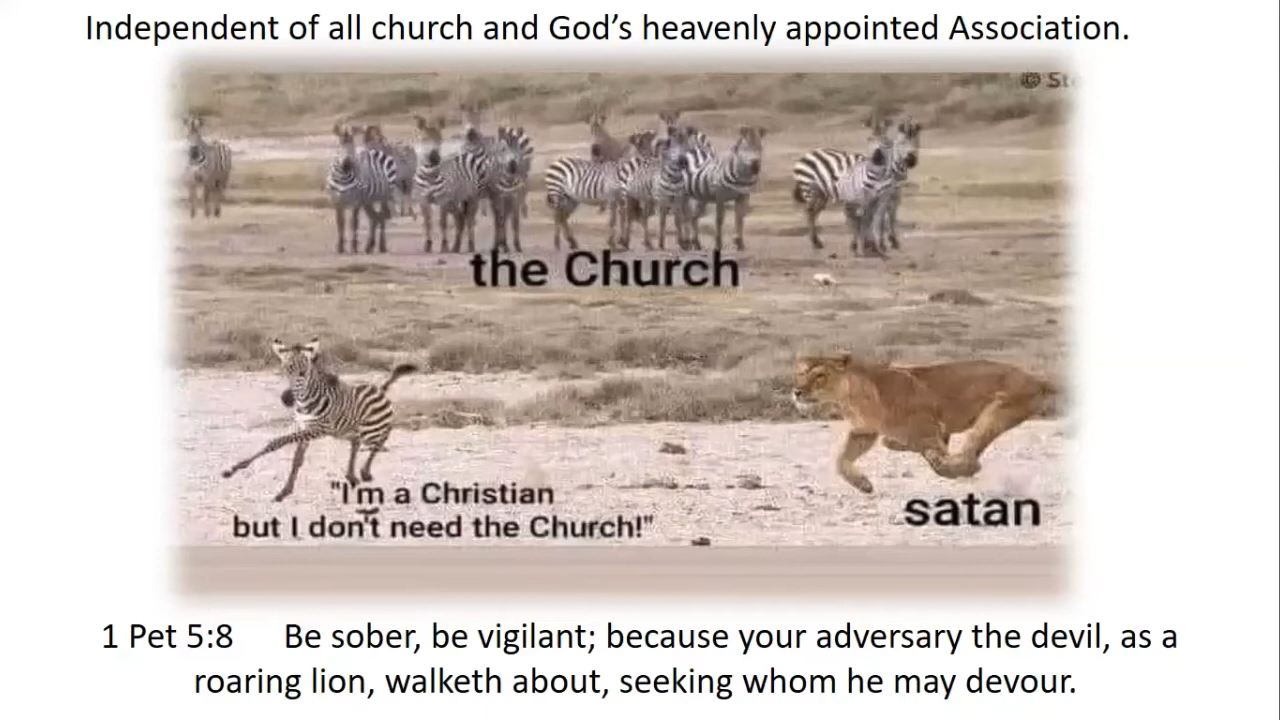 Independent of all church and God’s heavenly appointed Association.
© St
the Church
"I'm a Christian
but I don't need the Church!"
satan
1 Pet 5:8 Be sober, be vigilant; because your adversary the devil, as a
roaring lion, walketh about, seeking whom he may devour.